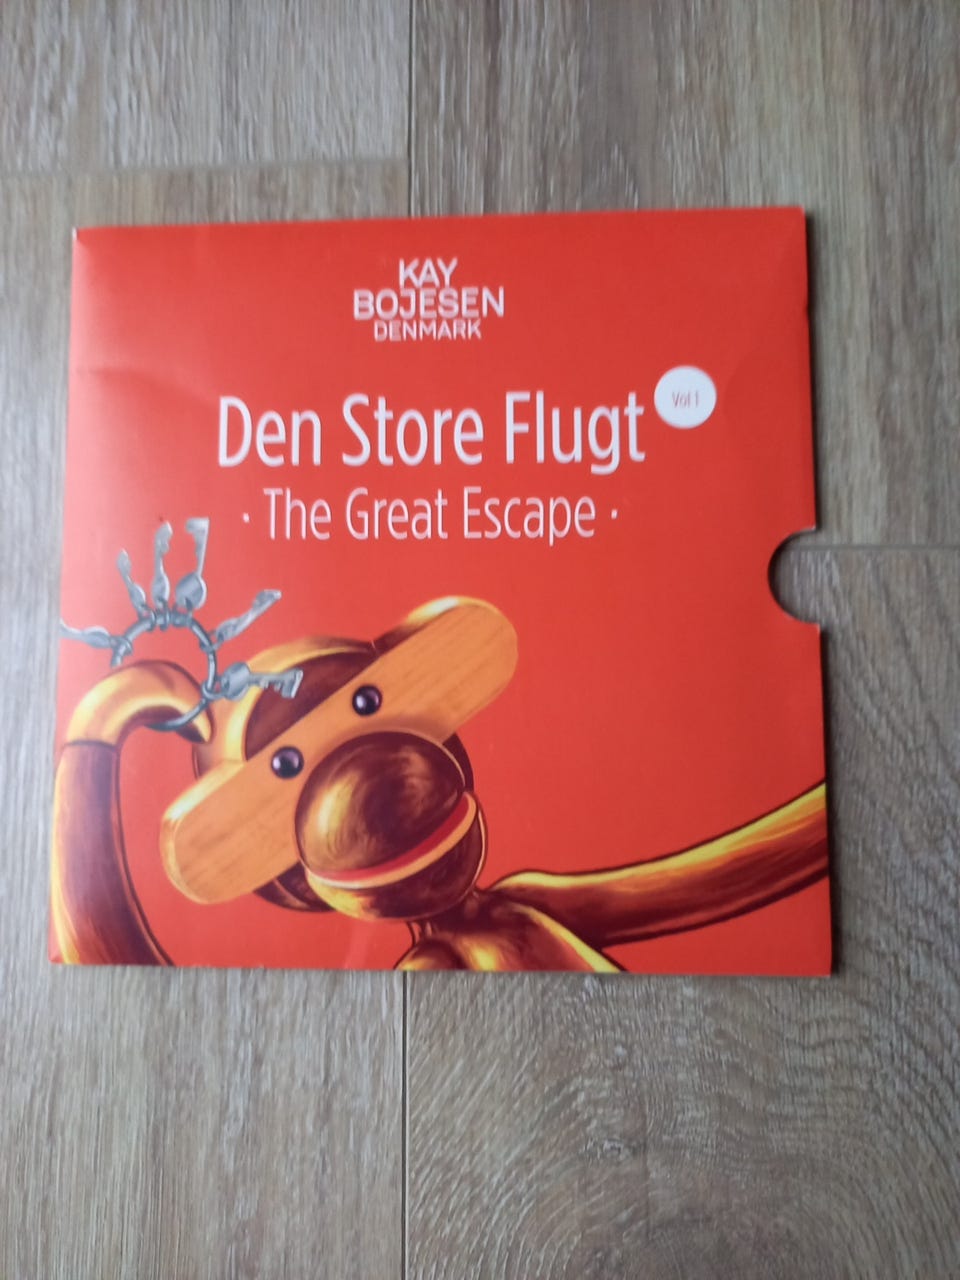 KAY
BOJESEN
DENMARK
Den Store Flugt
Vol 1
· The Great Escape ·